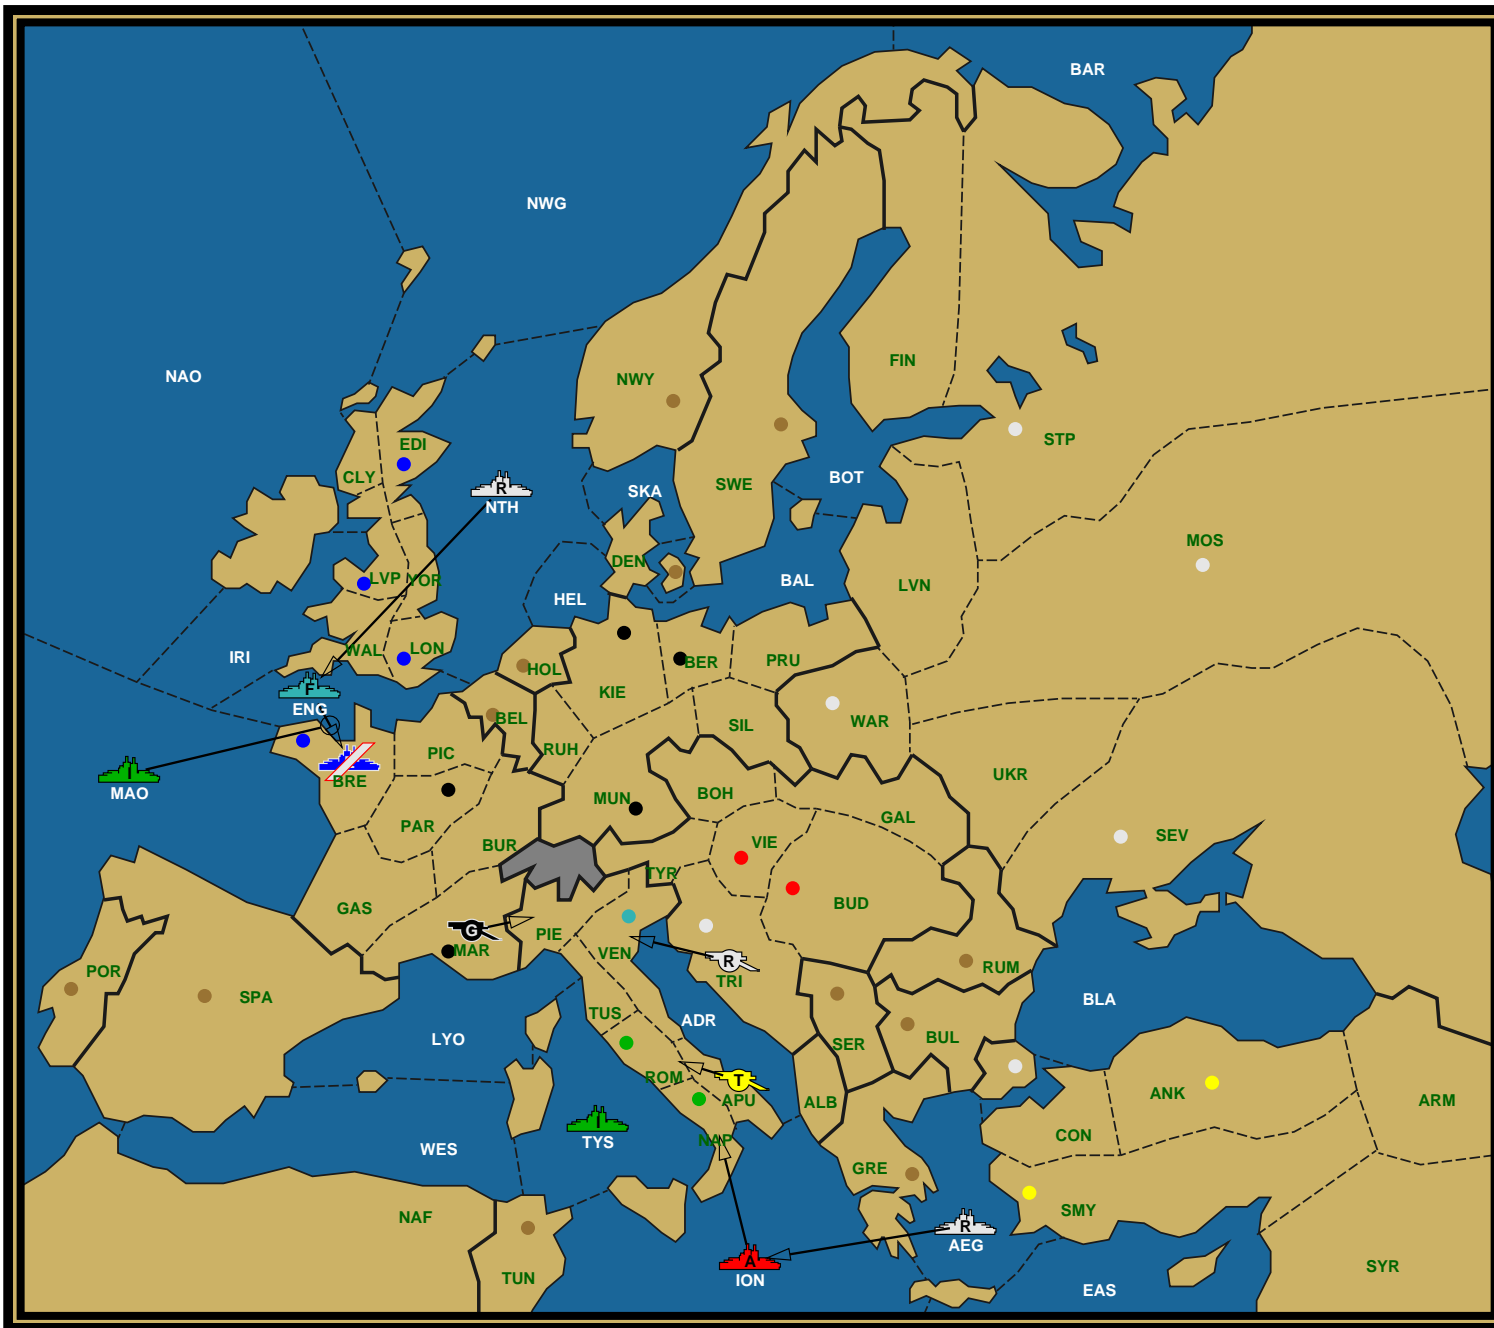 BAR
NWG
NAO
FIN
NWY
STP
EDI
CLY
SKA
SWE
BOT
R
NTH
MOS
DEN
LVP
YOR
BAL
LVN
HEL
IRI
WAL
LON
HOL
BER
PRU
KIE
F
ENG
BEL
SIL
WAR
PIC
RUH
I
MAO
BRE
UKR
MUN
BOH
GAL
PAR
SEV
BUR
VIE
TYR
BUD
GAS
G
MAR
PIE
VEN
R
TRI
POR
SPA
RUM
BLA
TUS
ADR
LYO
SER
BUL
ROM
T
APU
ALB
ANK
ARM
I
TYS
NAP
CON
WES
GRE
NAF
SMY
R
AEG
A
ION
TUN
EAS
SYR